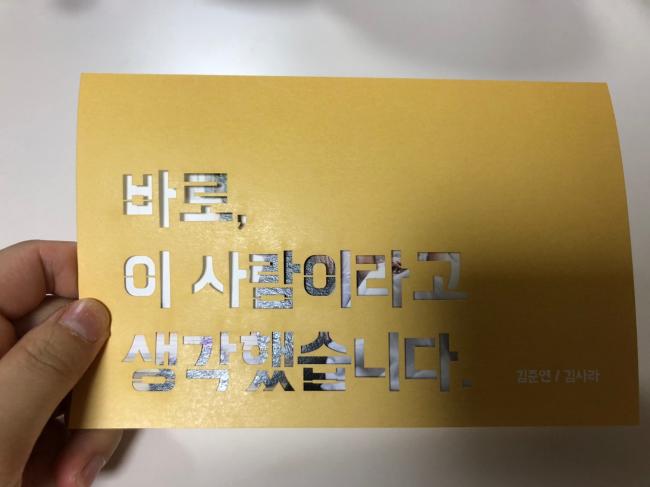 바로,
이 사람이라고
생각했습니다.
김준연 / 김사라